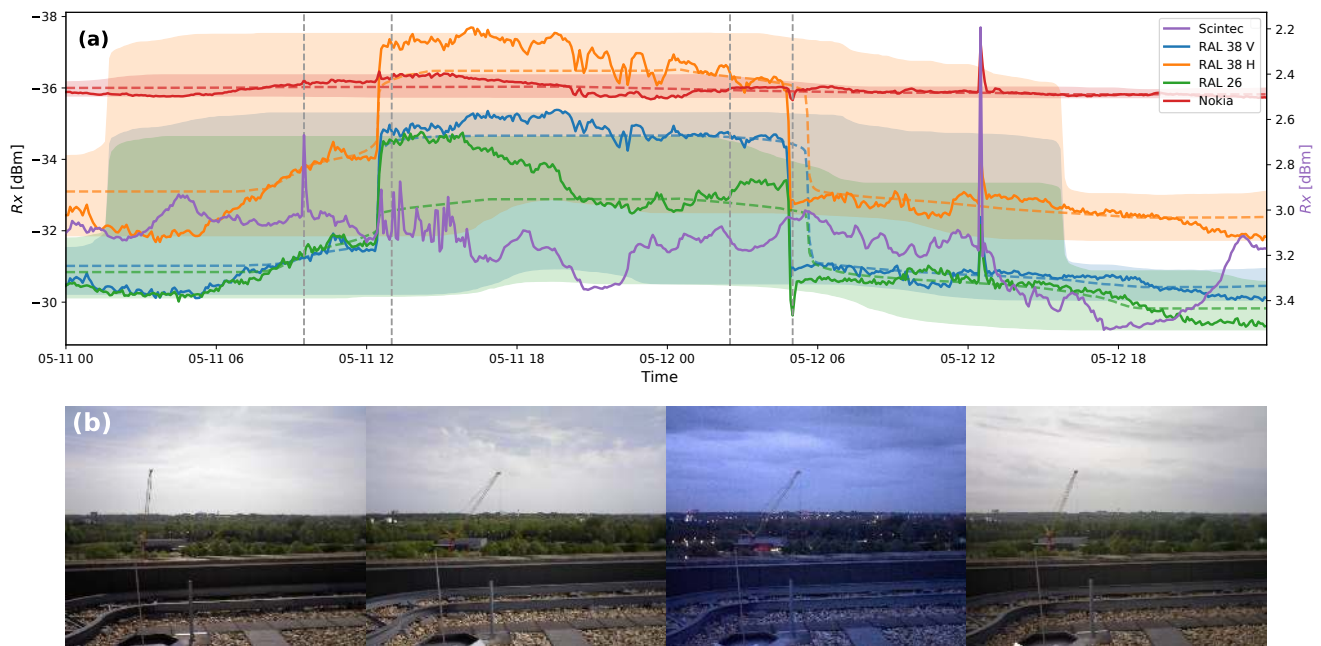 (a)
−38
−36
−34
−32
−30
Rx [dBm]
2.2
2.4
2.6
2.8
3.0
3.2
3.4
Rx [dBm]
Scintec
RAL 38 V
RAL 38 H
RAL 26
Nokia
05-11 00 05-11 06 05-11 12 05-11 18 05-12 00 05-12 06 05-12 12 05-12 18
Time
(b)